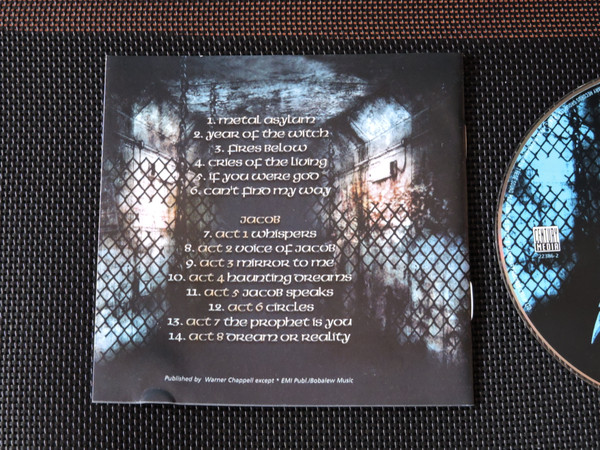 1. metal asylum
2. year of the witch
3. fires below
4. cries of the living
5. if you were god
6. can't find my way
Jacob
7. act 1 whispers
8. act 2 voice of Jacob
9. act 3 mirror to me
10. act 4 haunting dreams
11. act 5 Jacob speaks
12. act 6 circles
13. act 7 the prophet is you
14. act 8 dream or reality
Published by Warner Chappell except * EMI Publ./Bobalew Music
CENTURY
MEDIA
22386-2